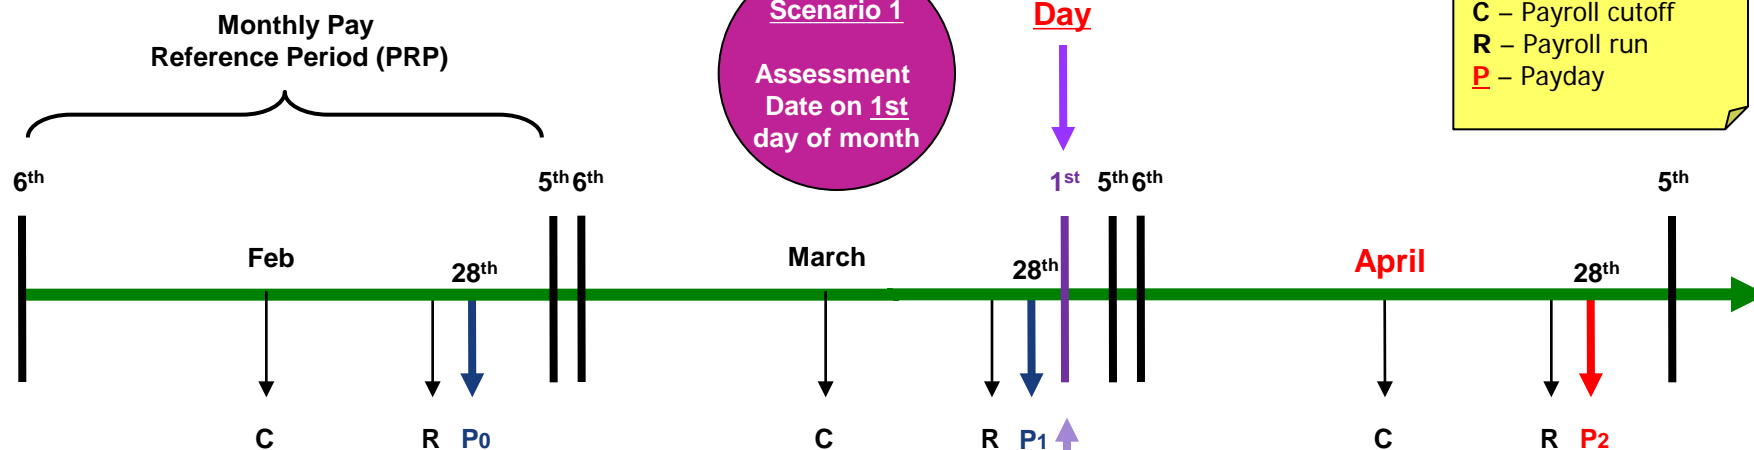 Monthly Pay
Reference Period (PRP)
Scenario 1
Assessment
Date on 1st
day of month
Day
C – Payroll cutoff
R – Payroll run
P – Payday
6th
5th 6th
1st
5th 6th
5th
Feb
28th
March
28th
April
28th
C
R
P0
C
R
P1
C
R
P2